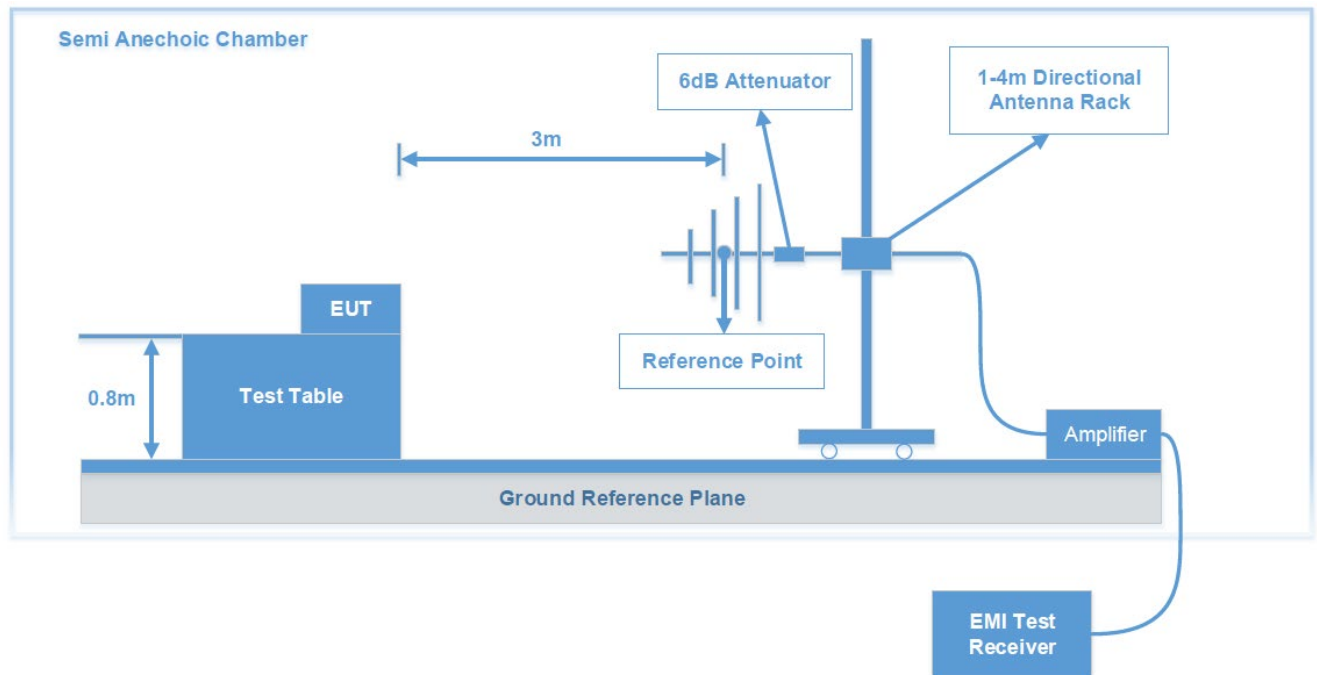 Semi Anechoic Chamber
6dB Attenuator
1-4m Directional
Antenna Rack
3m
EUT
Reference Point
0.8m
Test Table
Amplifier
Ground Reference Plane
EMI Test
Receiver